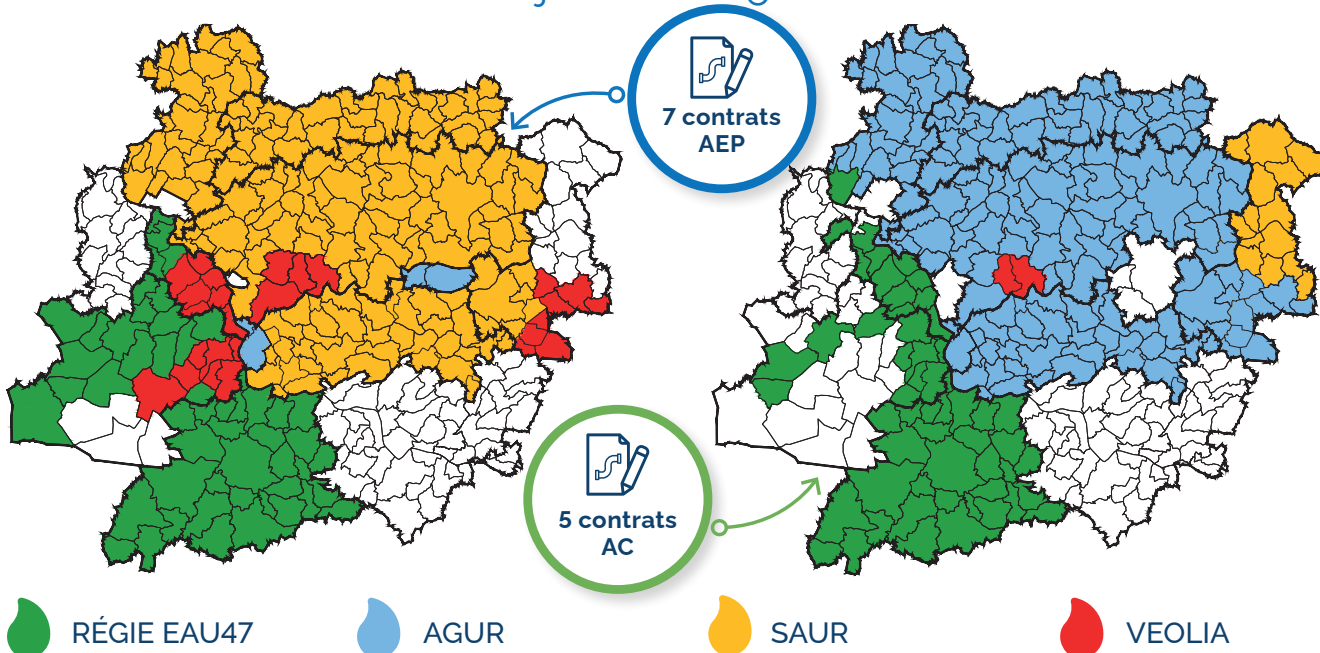 7 contrats
AEP
5 contrats
AC
RÉGIE EAU47
AGUR
SAUR
VEOLIA